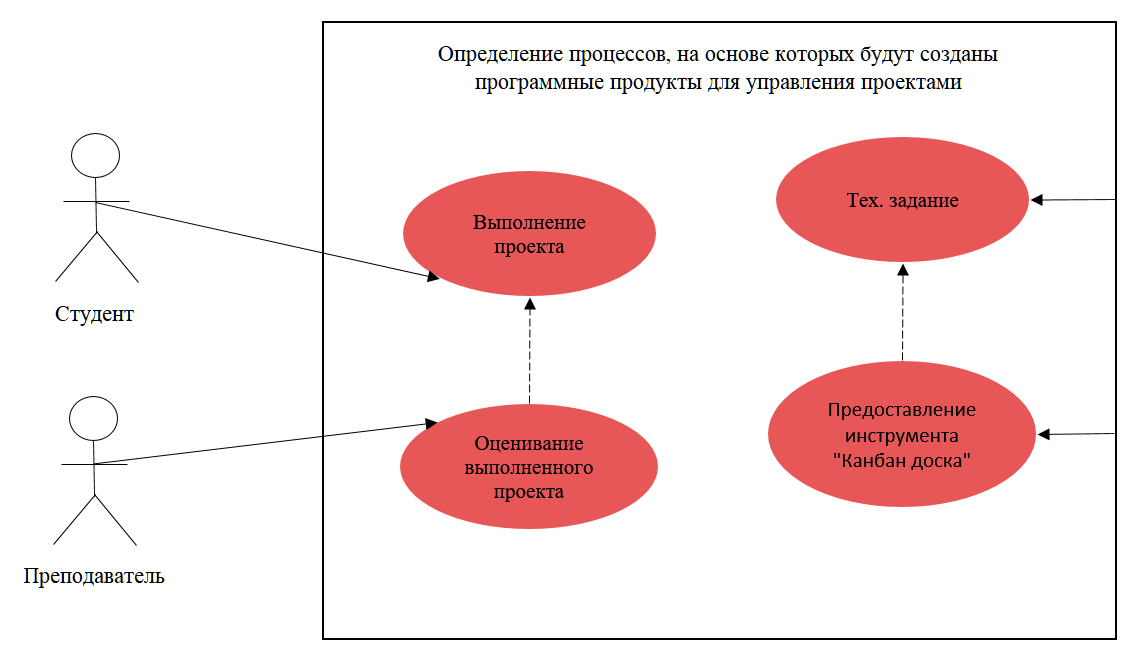 Определение процессов, на основе которых будут созданы
программные продукты для управления проектами
Студент
Преподаватель
Выполнение
проекта
Оценивание
выполненного
проекта
Тех. задание
Предоставление
инструмента
"Канбан доска"